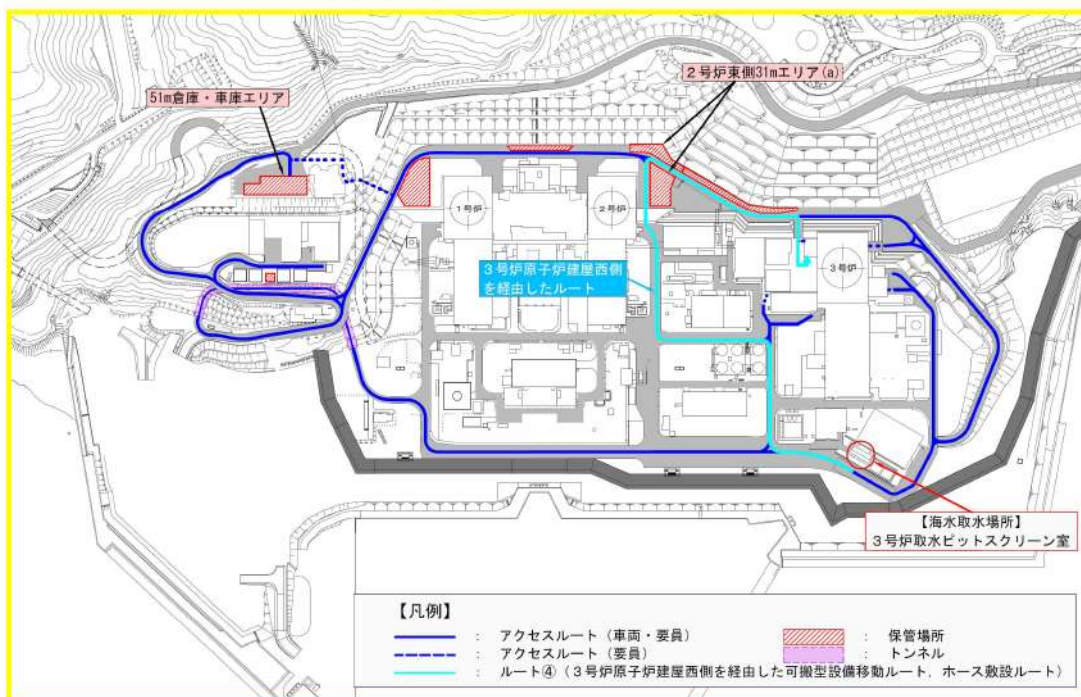 2号炉東側31mエリア(a)
51m倉庫・車庫エリア
1号炉
2号炉
3号炉原子炉建屋西側
を経由したルート
3号炉
【海水取水場所】
3号炉取水ピットスクリーン室
【凡例】
: アクセスルート（車両・要員）
: 保管場所
: アクセスルート（要員）
: トンネル
: ルート④（3号炉原子炉建屋西側を経由した可搬型設備移動ルート，ホース敷設ルート）